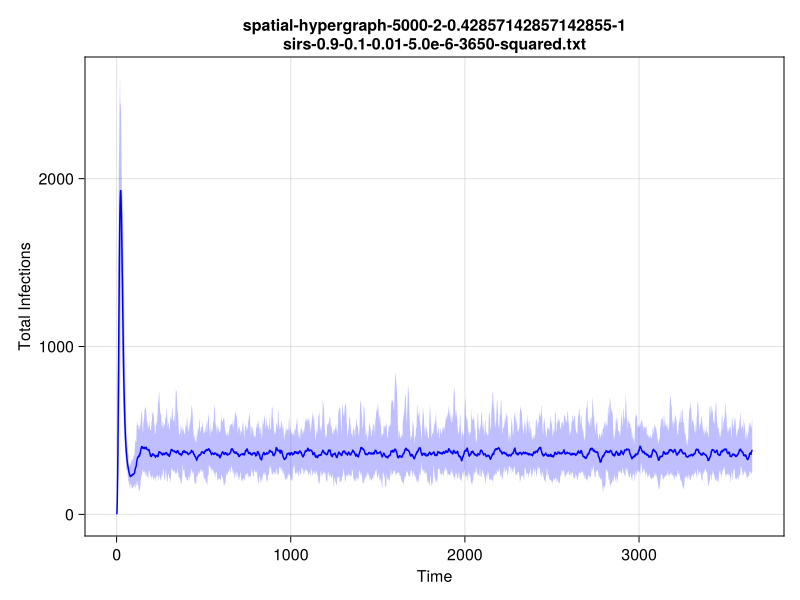 spatial-hypergraph-5000-2-0.42857142857142855-1
sirs-0.9-0.1-0.01-5.0e-6-3650-squared.txt
Total Infections
2000
1000
0
0
1000
2000
3000
Time